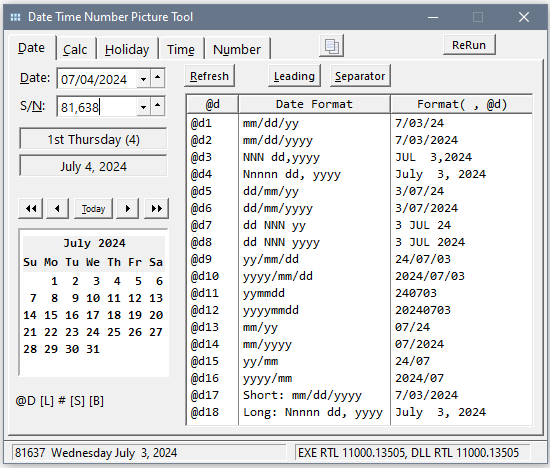 Date Time Number Picture Tool
Date Calc Holiday Time Number ReRun
Date: 07/04/2024
S/N: 81,638
1st Thursday (4)
July 4, 2024
Today
July 2024
Su Mo Tu We Th Fr Sa
1 2 3 4 5 6
7 8 9 10 11 12 13
14 15 16 17 18 19 20
21 22 23 24 25 26 27
28 29 30 31
@D [L] # [S] [B]
Refresh Leading Separator
@d Date Format Format( , @d)
@d1 mm/dd/yy 7/03/24
@d2 mm/dd/yyyy 7/03/2024
@d3 NNN dd,yyyy JUL  3,2024
@d4 Nnnnn dd, yyyy July  3, 2024
@d5 dd/mm/yy 3/07/24
@d6 dd/mm/yyyy 3/07/2024
@d7 dd NNN yy 3 JUL 24
@d8 dd NNN yyyy 3 JUL 2024
@d9 yy/mm/dd 24/07/03
@d10 yyyy/mm/dd 2024/07/03
@d11 yymmdd 240703
@d12 yyyymmdd 20240703
@d13 mm/yy 07/24
@d14 mm/yyyy 07/2024
@d15 yy/mm 24/07
@d16 yyyy/mm 2024/07
@d17 Short: mm/dd/yyyy 7/03/2024
@d18 Long: Nnnnn dd, yyyy July  3, 2024
81637 Wednesday July  3, 2024 EXE RTL 11000.13505, DLL RTL 11000.13505